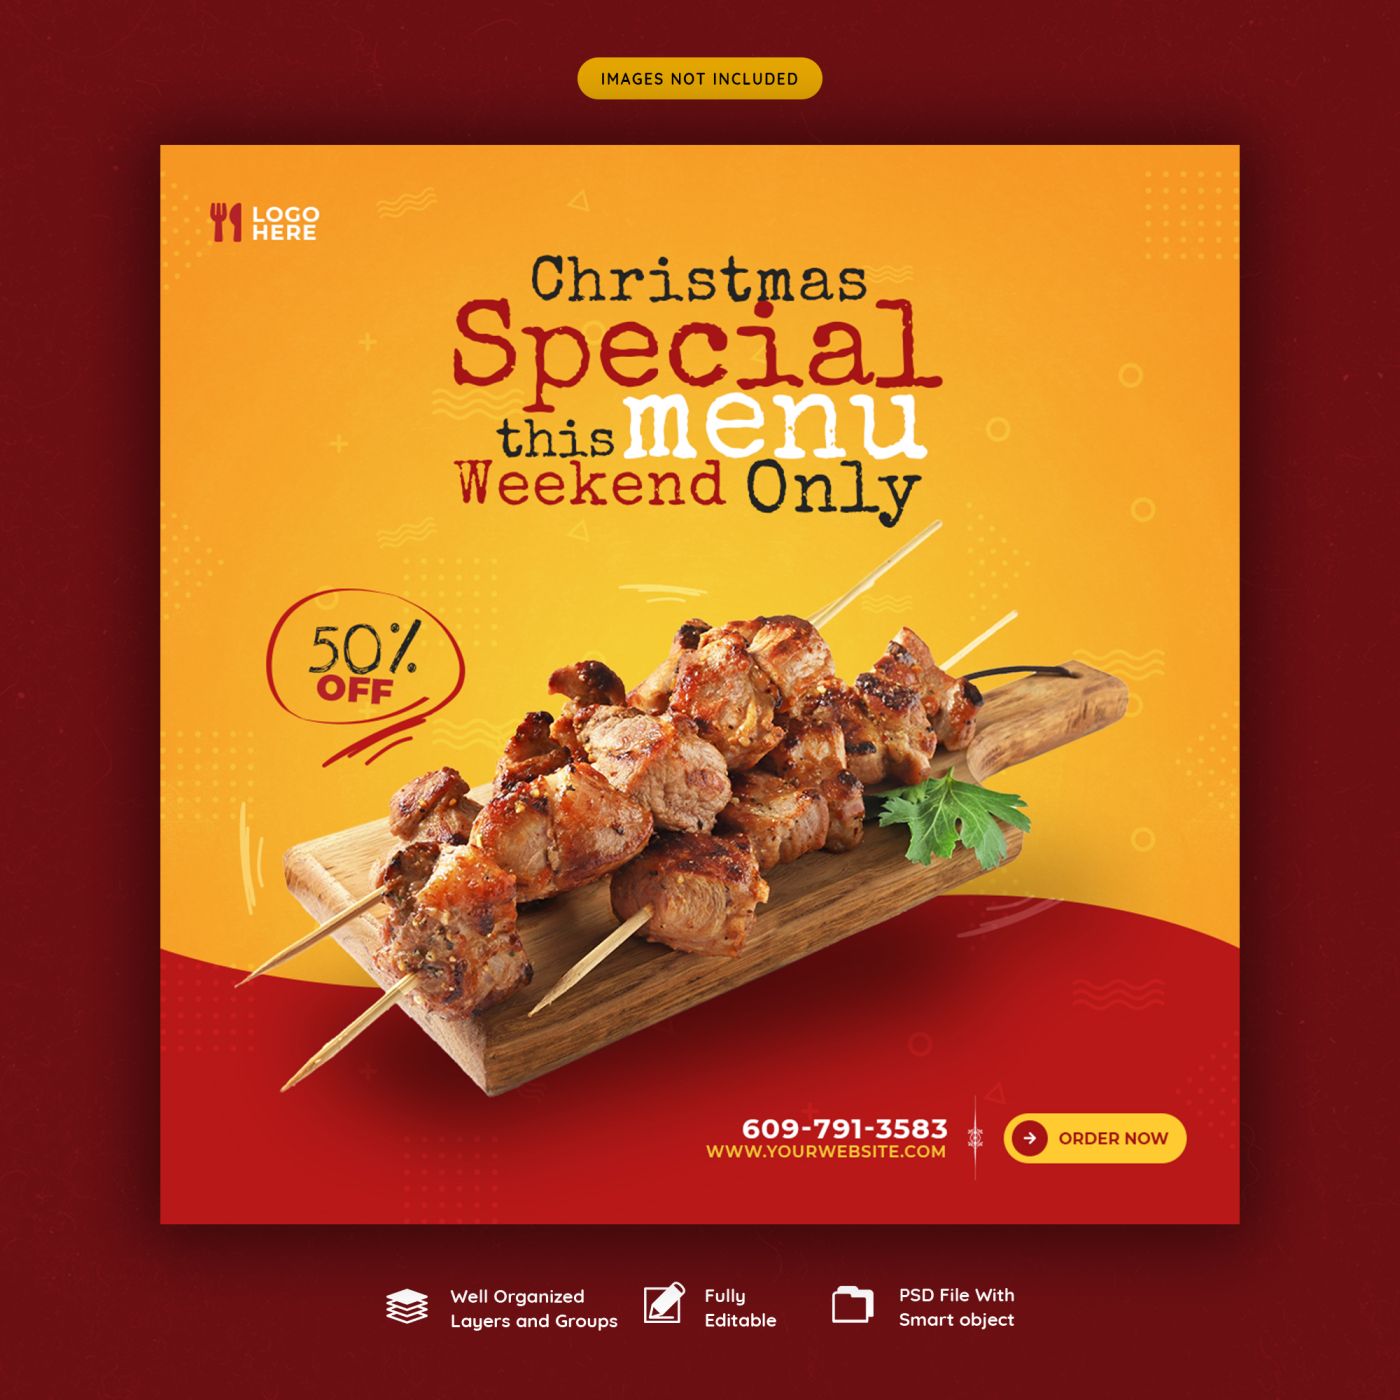 IMAGES NOT INCLUDED
LOGO
HERE
Christmas
Special
this menu
Weekend Only
50%
OFF
609-791-3583
WWW.YOURWEBSITE.COM
ORDER NOW
Well Organized
Layers and Groups
Fully
Editable
PSD File With
Smart object